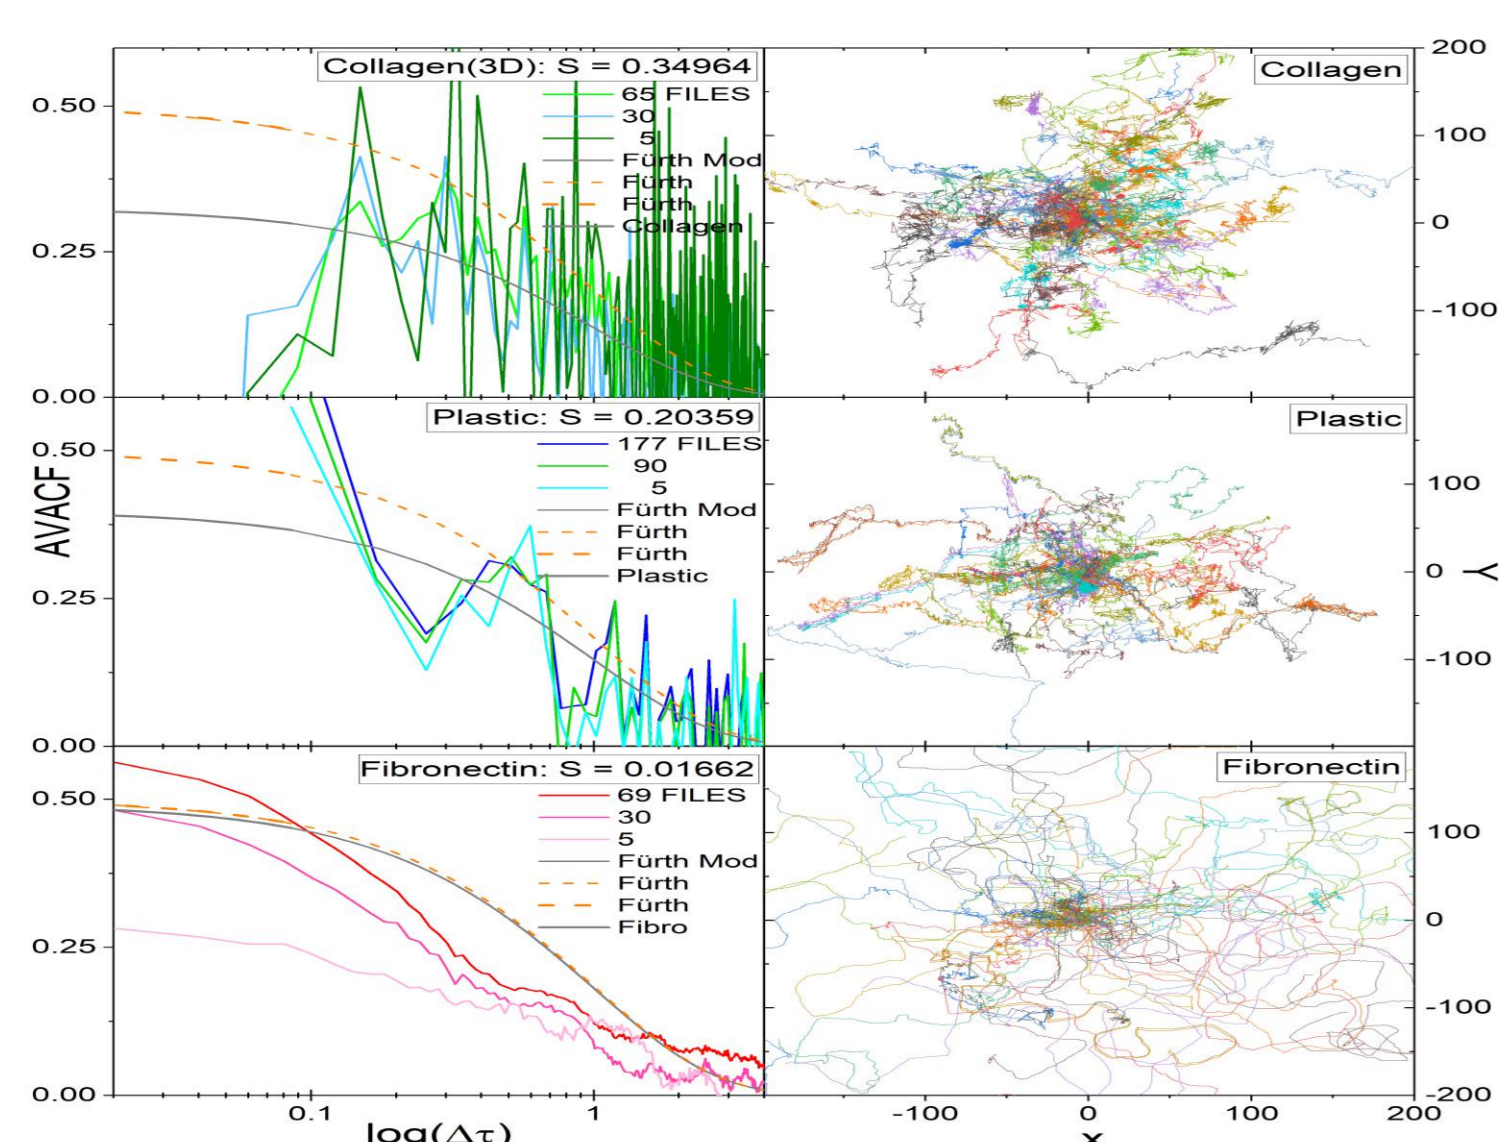 Collagen(3D): S = 0.34964
65 FILES
30
5
Fürth Mod
Fürth
Fürth
Collagen
0.50
0.25
0.00
Collagen
200
100
0
-100
Plastic: S = 0.20359
177 FILES
90
5
Fürth Mod
Fürth
Fürth
Plastic
0.50
0.25
0.00
AVACF
Plastic
100
0
-100
Y
Fibronectin: S = 0.01662
69 FILES
30
5
Fürth Mod
Fürth
Fürth
Fibro
0.50
0.25
0.00
0.1
1
log(Δτ)
Fibronectin
100
0
-100
-200
-100
0
100
200
X